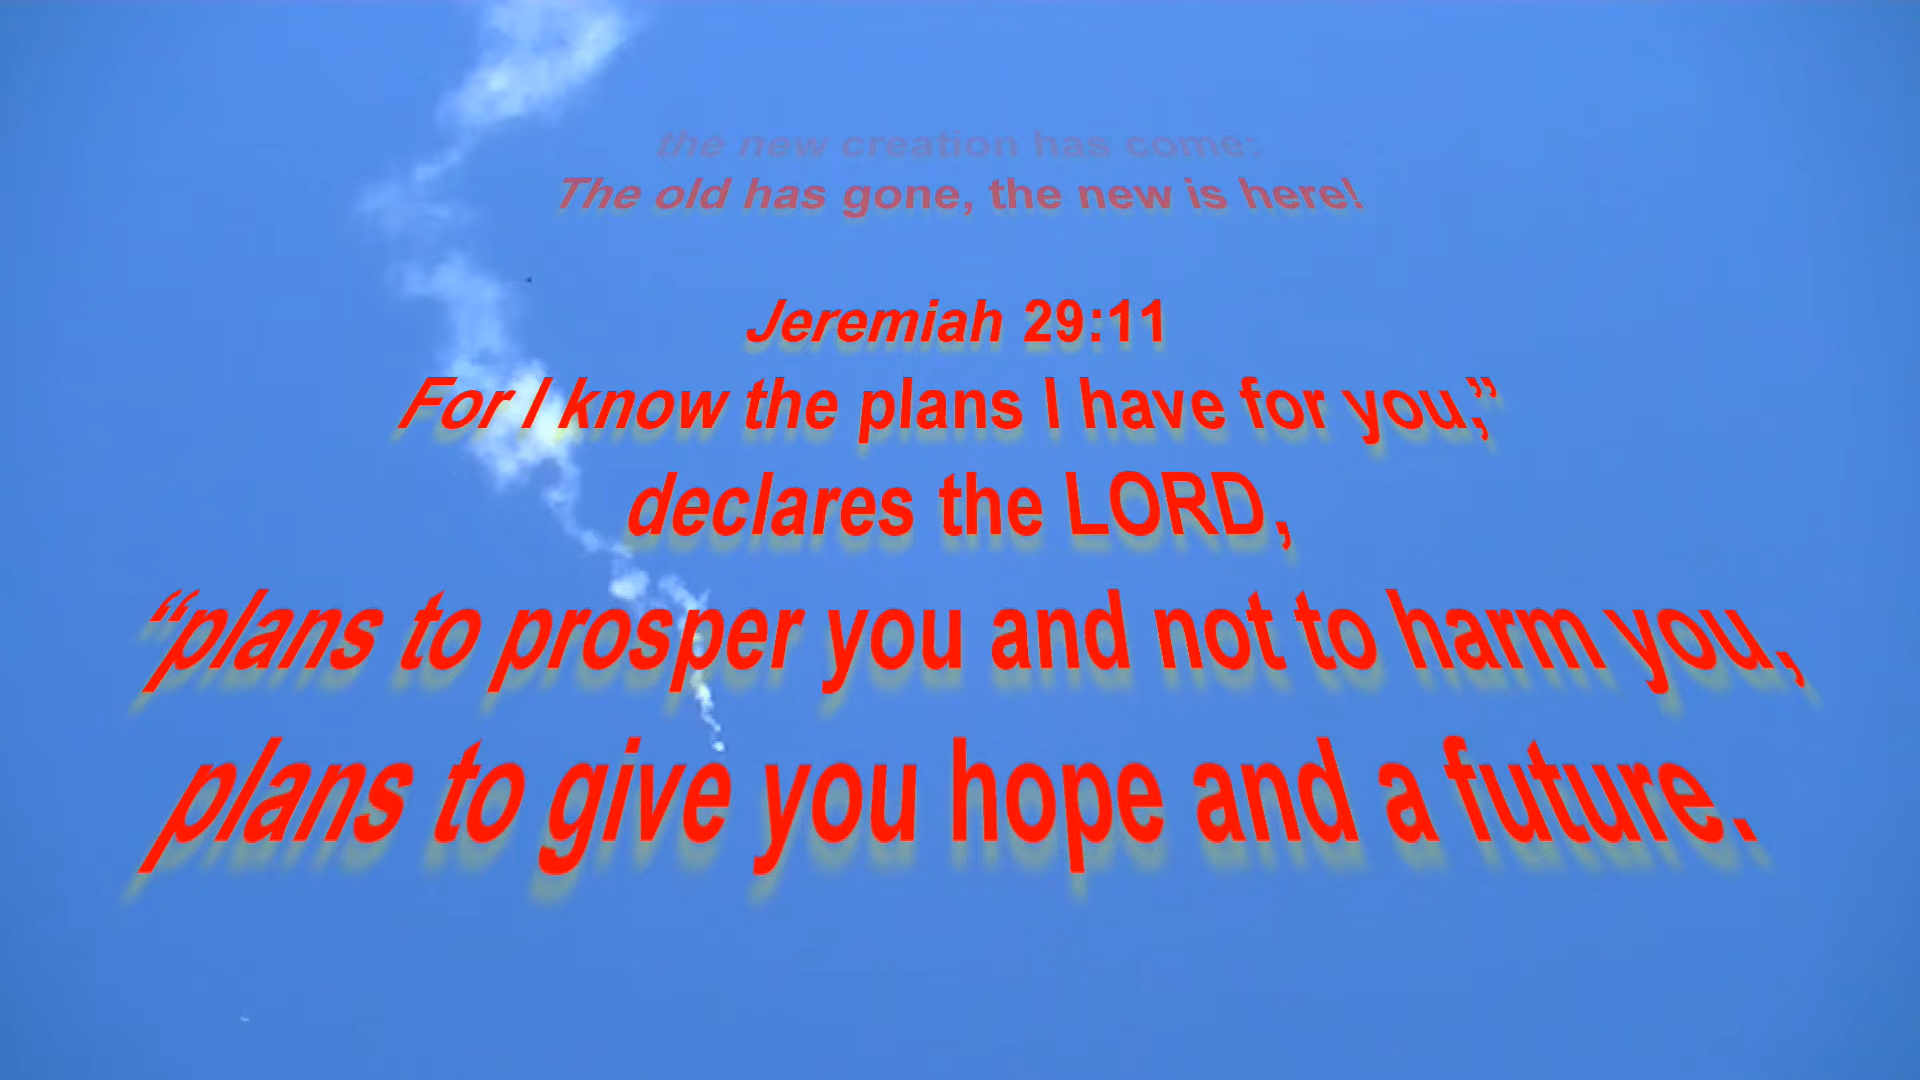 the new creation has come:
The old has gone, the new is here!
Jeremiah 29:11
For I know the plans I have for you,”
declares the LORD,
“plans to prosper you and not to harm you,
plans to give you hope and a future.